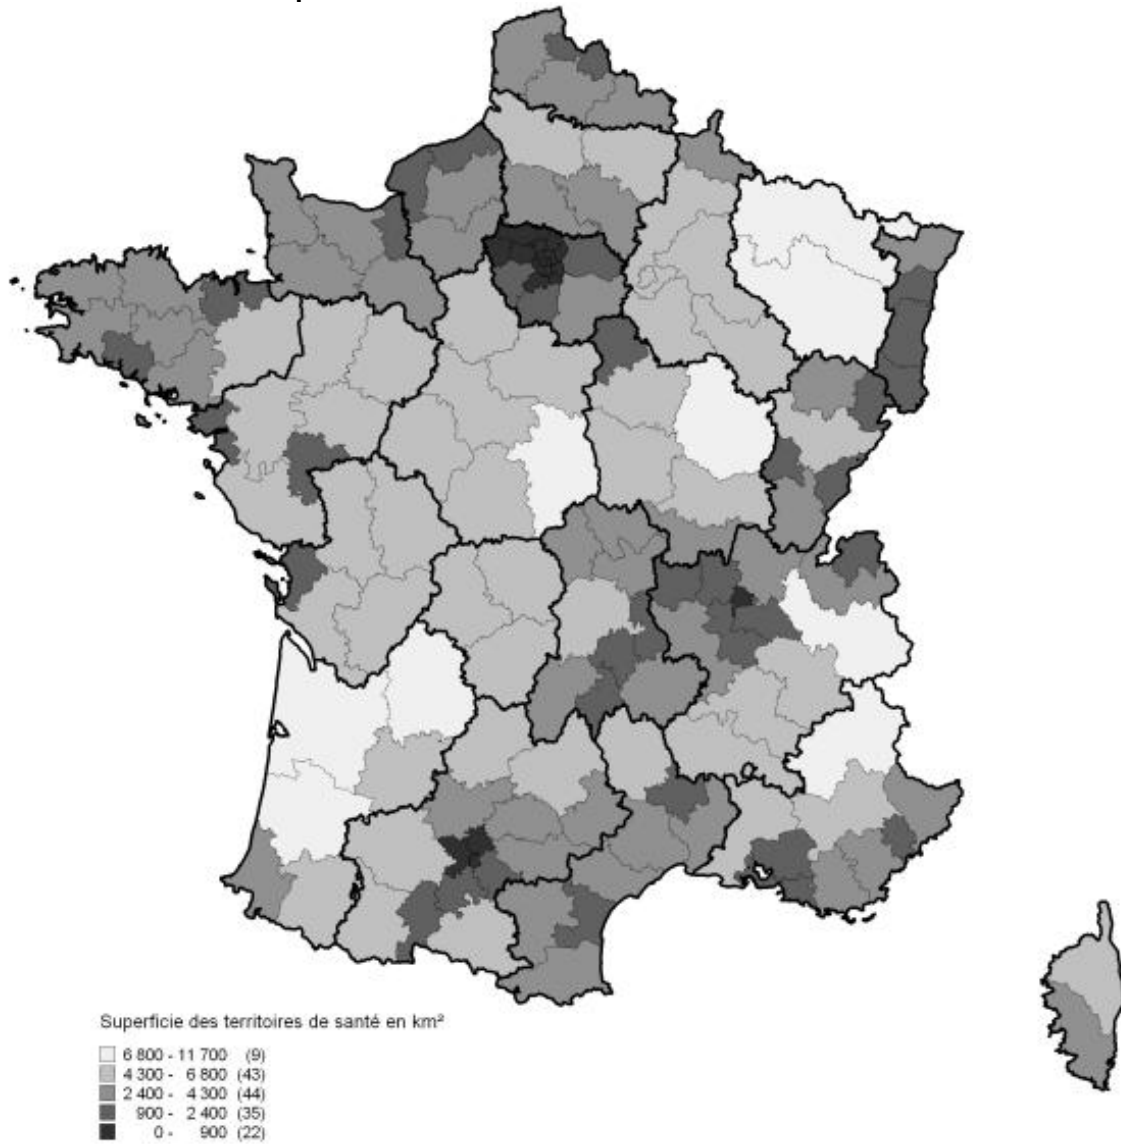 Superficie des territoires de santé en km²
6 800 - 11 700 (9)
4 300 - 6 800 (43)
2 400 - 4 300 (44)
900 - 2 400 (35)
0 - 900 (22)